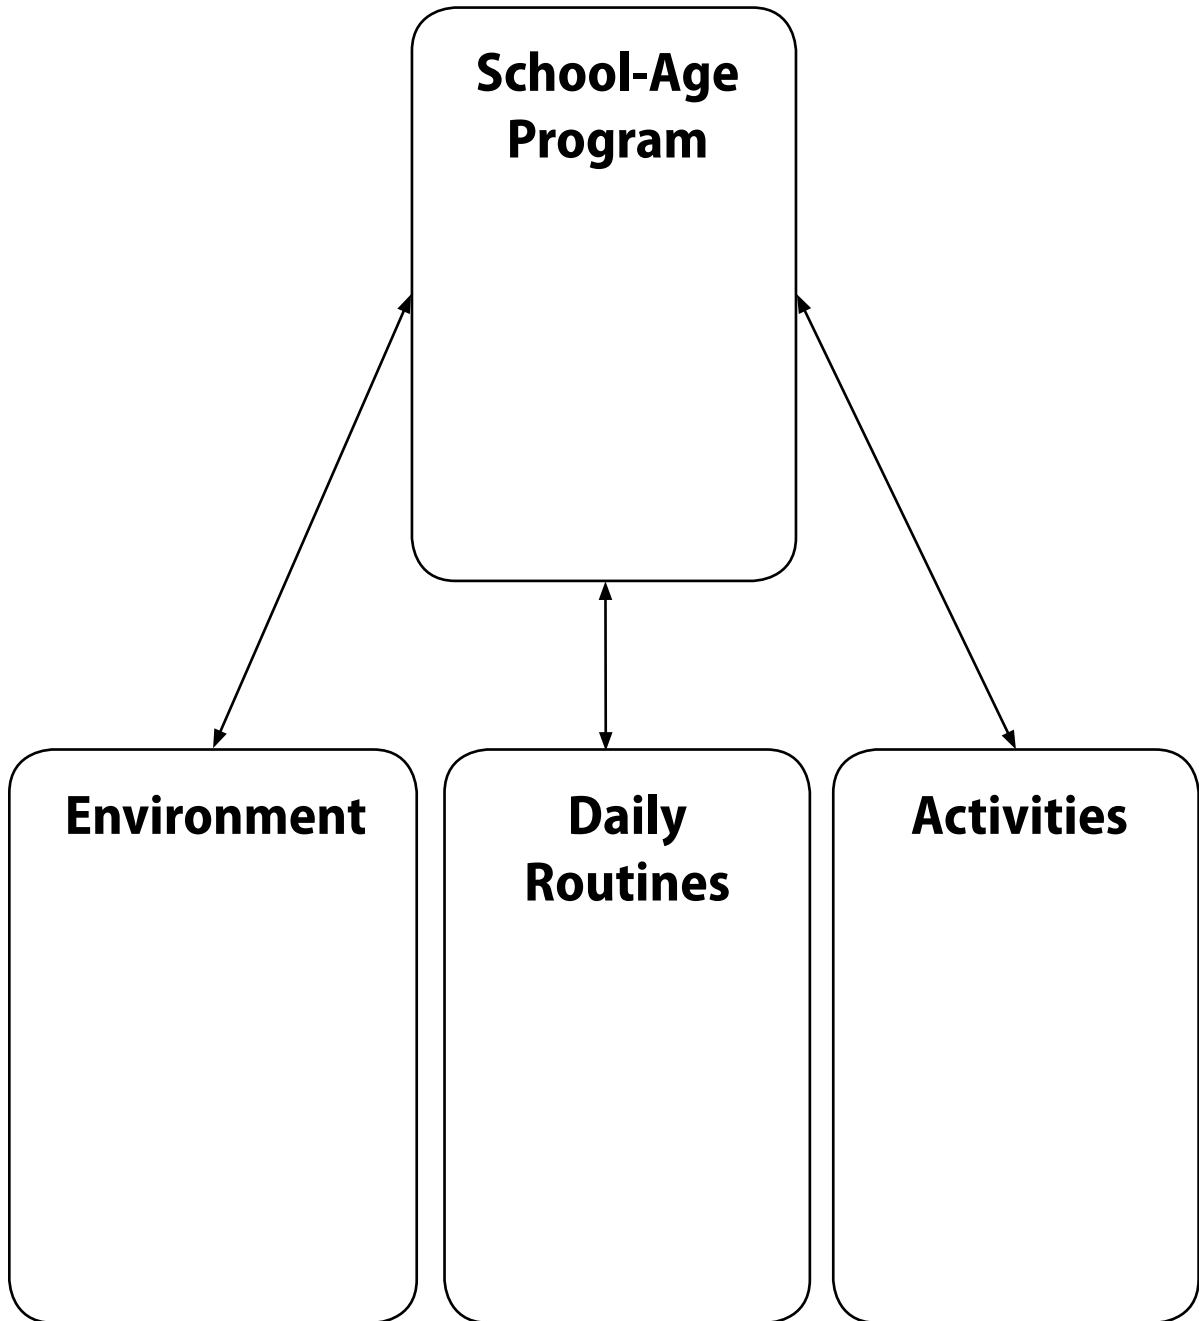 School-Age
Program
Environment
Daily
Routines
Activities